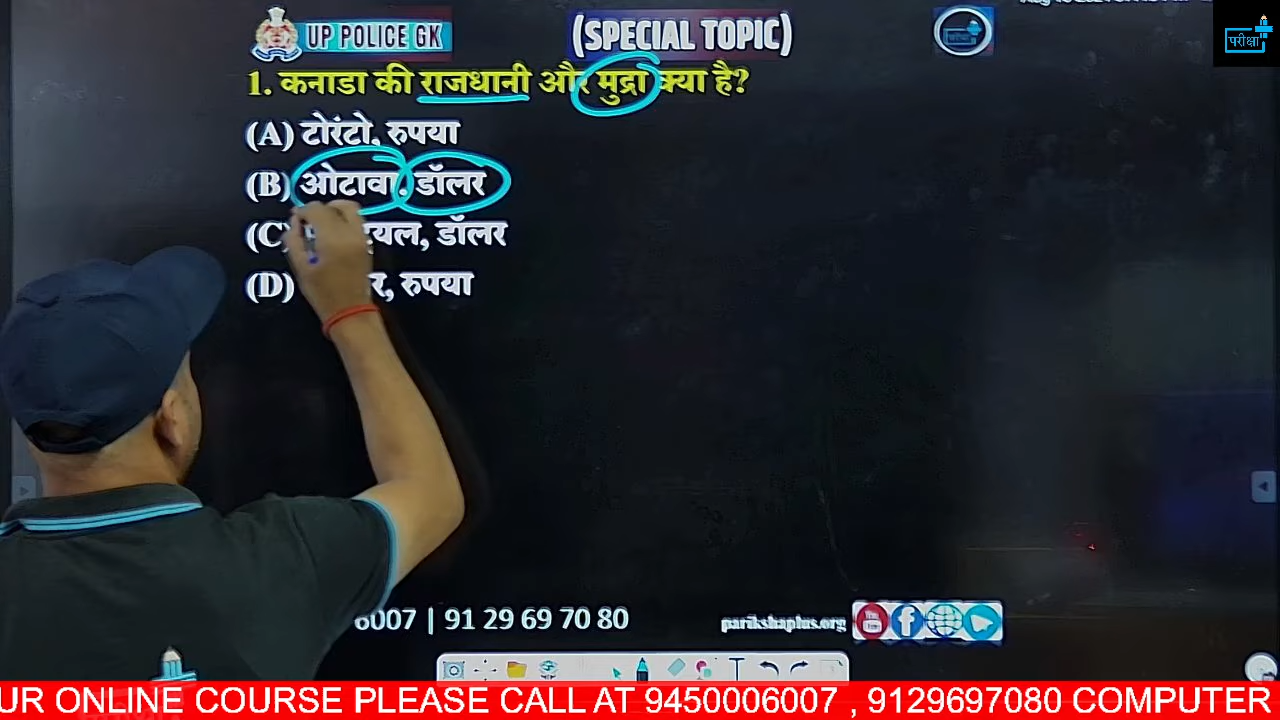 UP POLICE GK
(SPECIAL TOPIC)
परीक्षा
1. कनाडा की राजधानी और मुद्रा क्या है?
(A) टोरंटो, रुपया
(B) ओटावा, डॉलर
(C) डॉलर
(D) रुपया
6007 | 91 29 69 70 80
parikshaplus.org
UR ONLINE COURSE PLEASE CALL AT 9450006007 , 9129697080 COMPUTER